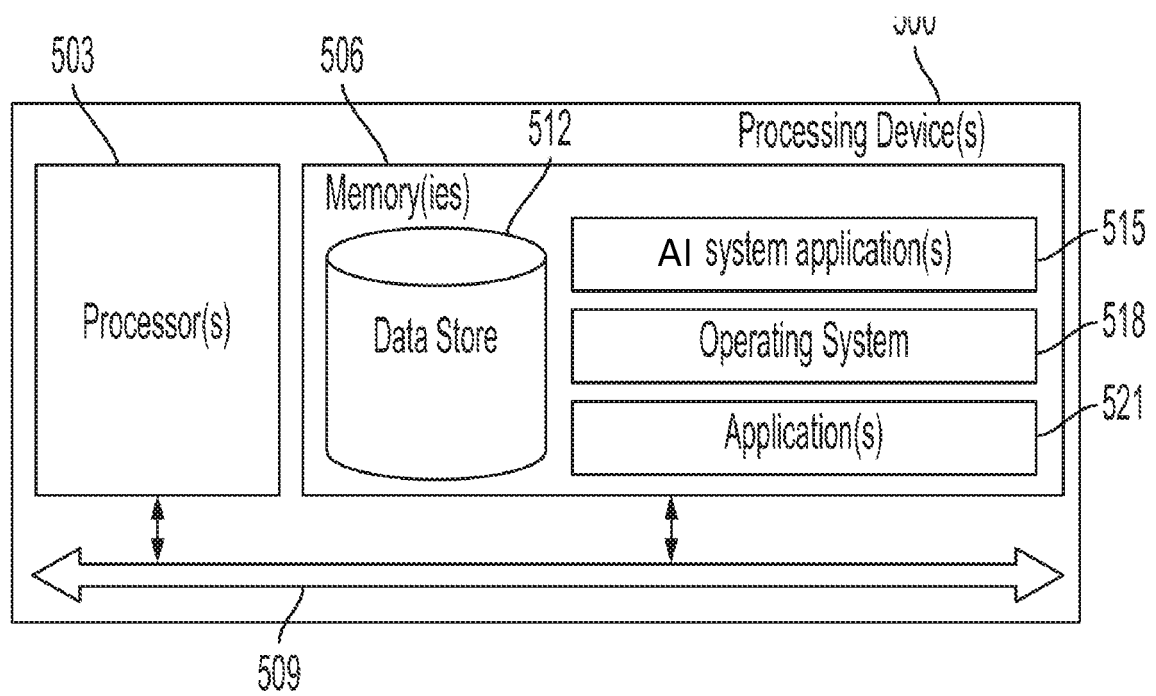 503
506
512
Processing Device(s)
Memory(ies)
515
AI system application(s)
Processor(s)
Data Store
518
Operating System
521
Application(s)
509